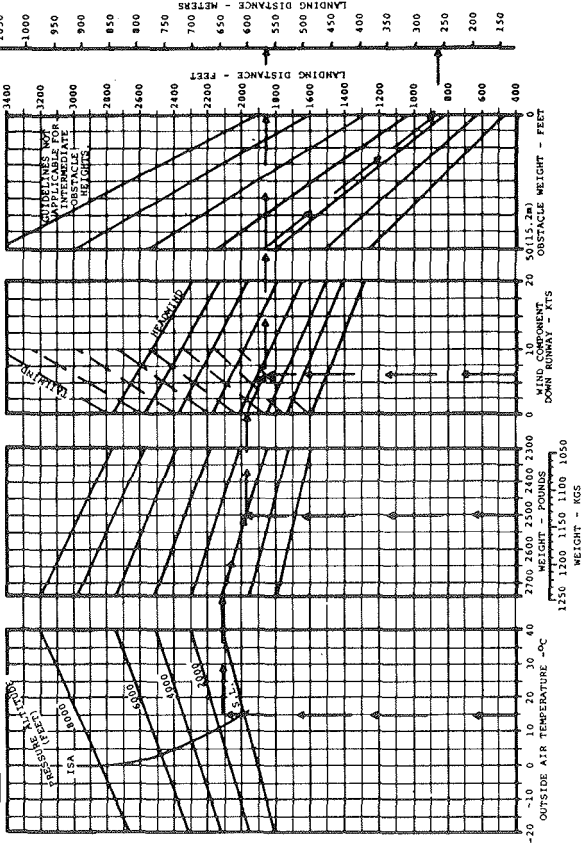 LANDING DISTANCE - METERS
1050
1000
950
900
850
800
750
700
650
600
550
500
450
400
350
300
250
200
150
LANDING DISTANCE - FEET
3400
3200
3000
2800
2600
2400
2200
2000
1800
1600
1400
1200
1000
800
600
400
GUIDELINES NOT
APPLICABLE FOR
INTERMEDIATE
OBSTACLE
HEIGHTS.
50(15.2m) 0
OBSTACLE WEIGHT - FEET
TAILWIND
HEADWIND
0 10 20
WIND COMPONENT
DOWN RUNWAY - KTS
2700 2600 2500 2400 2300
WEIGHT - POUNDS
1250 1200 1150 1100 1050
WEIGHT - KGS
PRESSURE ALTITUDE
(FEET)
ISA
8000
6000
4000
2000
S.L.
-20 -10 0 10 20 30 40
OUTSIDE AIR TEMPERATURE -°C